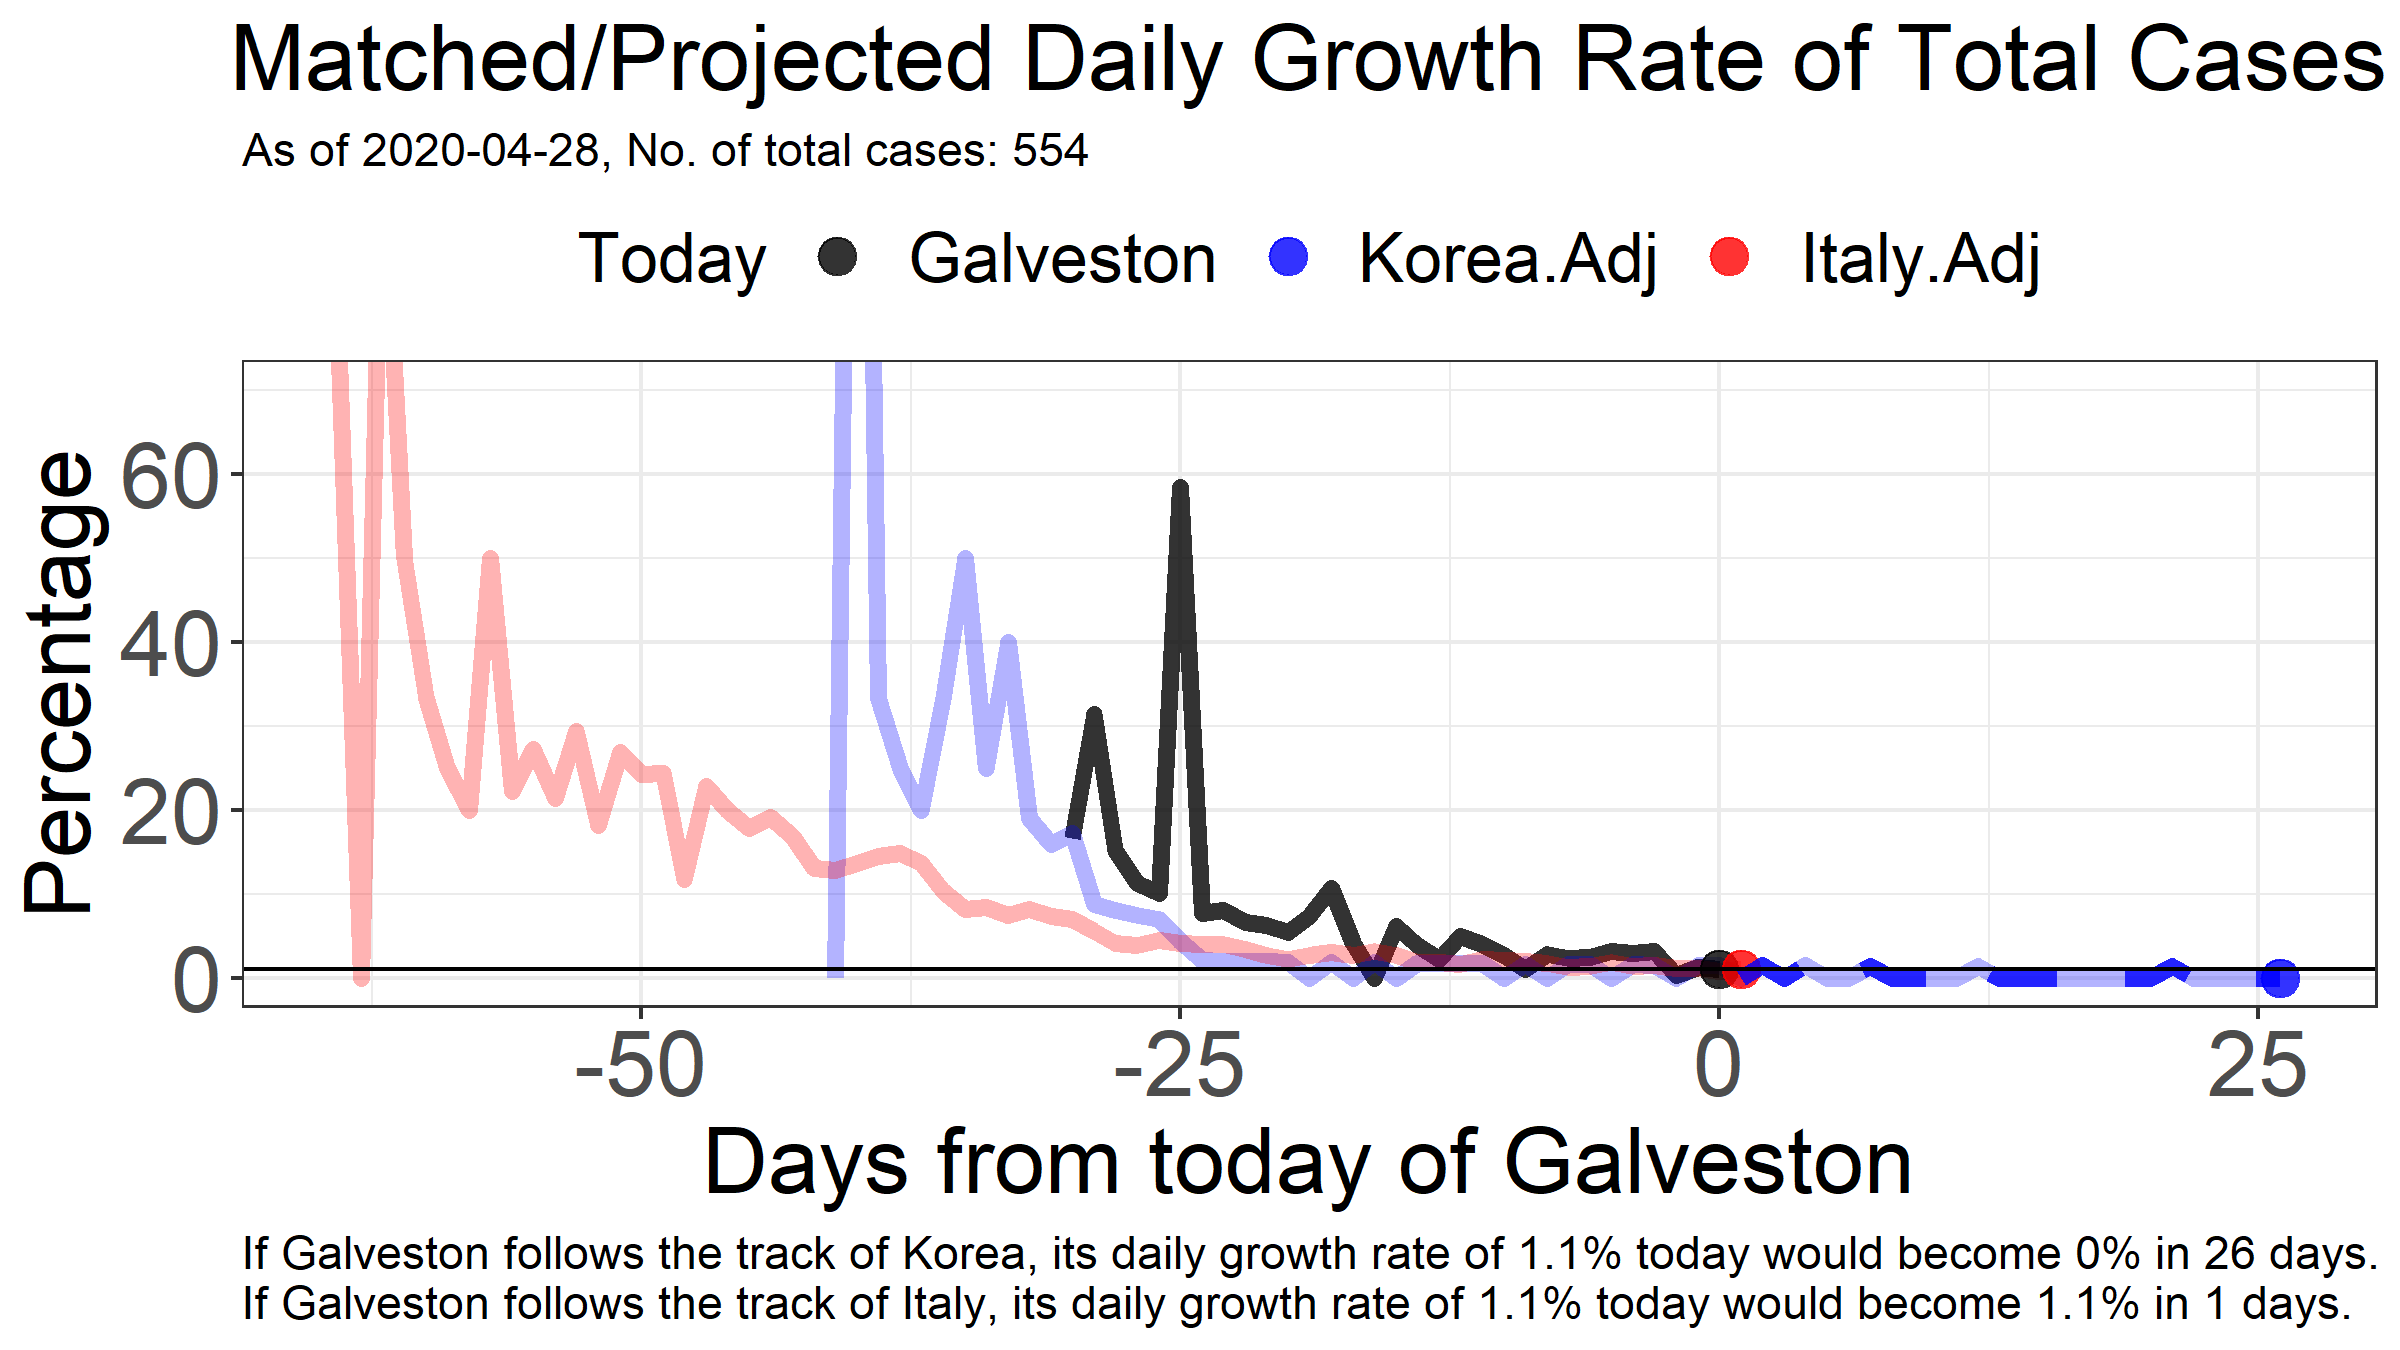 Matched/Projected Daily Growth Rate of Total Cases
As of 2020-04-28, No. of total cases: 554
Today Galveston Korea.Adj Italy.Adj
Percentage
60
40
20
0
-50 -25 0 25
Days from today of Galveston
If Galveston follows the track of Korea, its daily growth rate of 1.1% today would become 0% in 26 days.
If Galveston follows the track of Italy, its daily growth rate of 1.1% today would become 1.1% in 1 days.